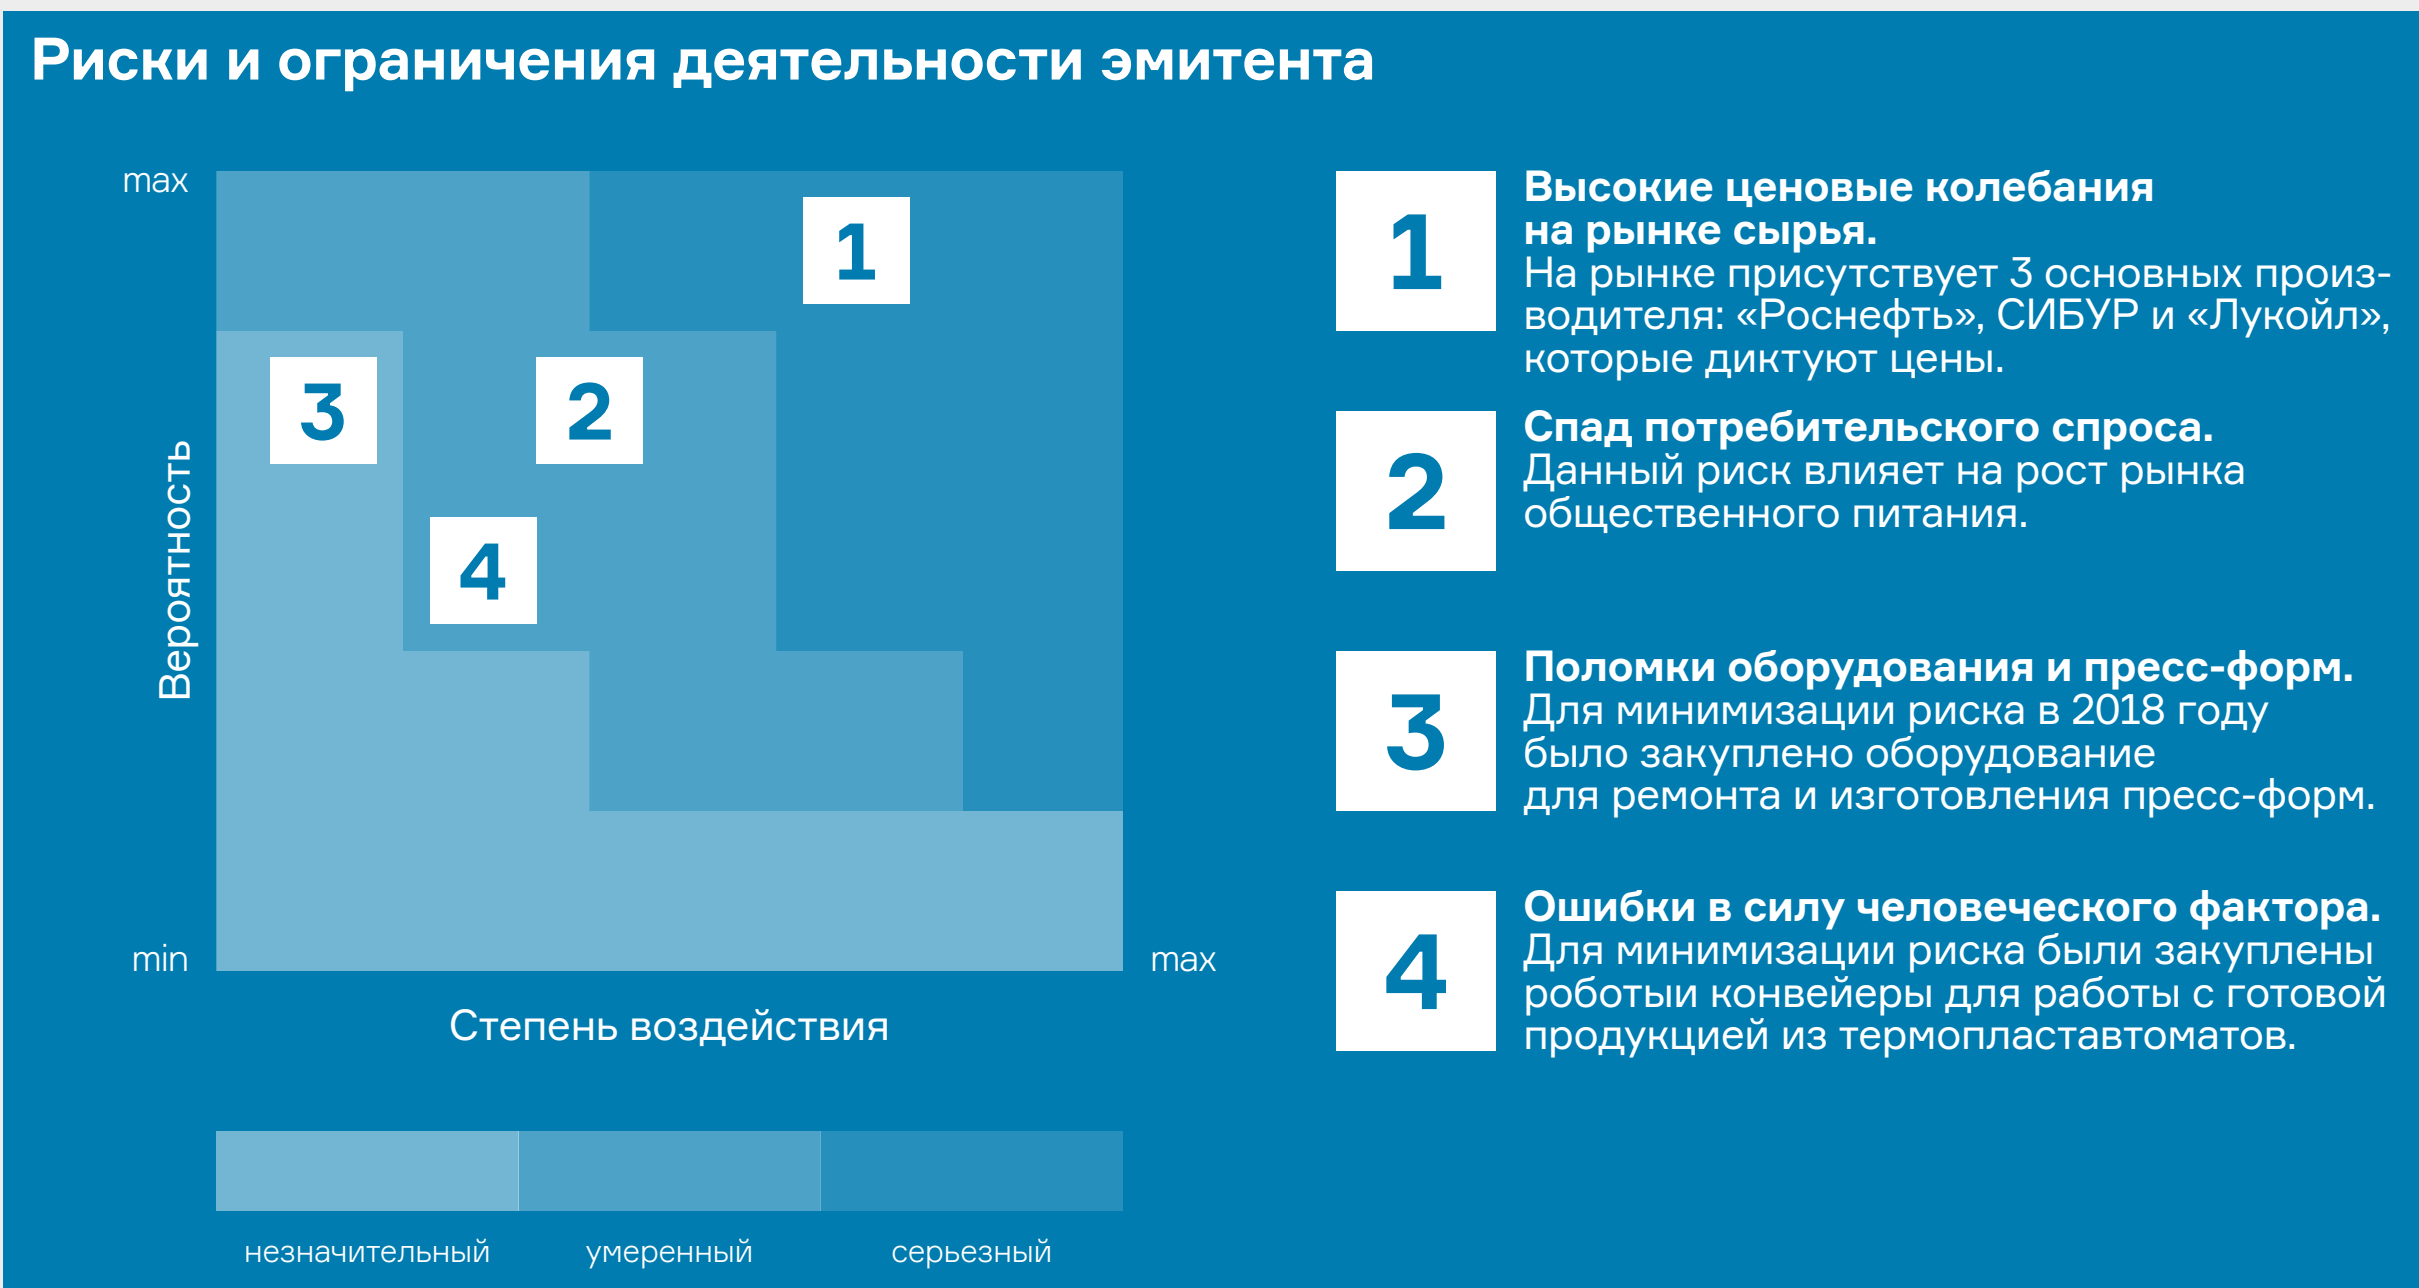 Риски и ограничения деятельности эмитента
max
1
3
2
4
Вероятность
min
max
Степень воздействия
незначительный
умеренный
серьезный
1
Высокие ценовые колебания
на рынке сырья.
На рынке присутствует 3 основных произ-
водителя: «Роснефть», СИБУР и «Лукойл»,
которые диктуют цены.
2
Спад потребительского спроса.
Данный риск влияет на рост рынка
общественного питания.
3
Поломки оборудования и пресс-форм.
Для минимизации риска в 2018 году
было закуплено оборудование
для ремонта и изготовления пресс-форм.
4
Ошибки в силу человеческого фактора.
Для минимизации риска были закуплены
роботыи конвейеры для работы с готовой
продукцией из термопластавтоматов.